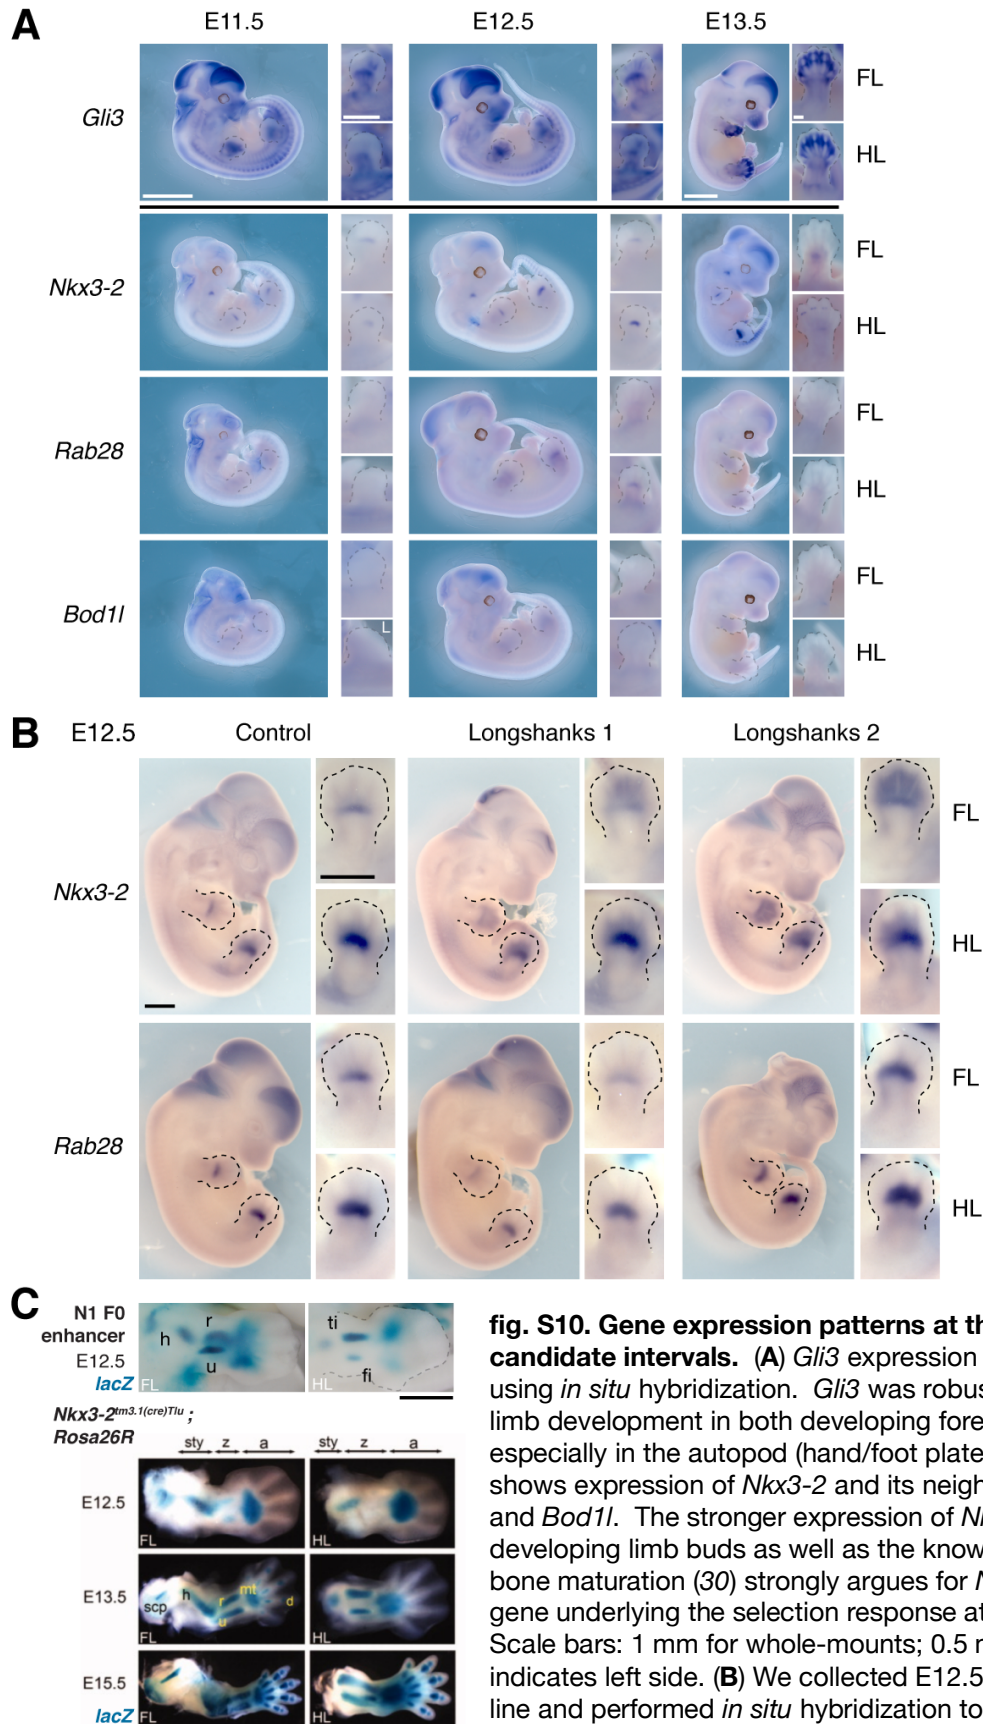 A
E11.5 E12.5 E13.5
Gli3
FL
HL
Nkx3-2
FL
HL
Rab28
FL
HL
Bod1l
L
FL
HL
B
E12.5 Control Longshanks 1 Longshanks 2
Nkx3-2
FL
HL
Rab28
FL
HL
C
N1 F0
enhancer
E12.5
lacZ
h r u FL
ti fi HL
Nkx3-2tm3.1(cre)Tlu ;
Rosa26R
sty z a sty z a
E12.5
FL HL
E13.5
scp h r u mt d
FL HL
E15.5
lacZ
FL HL
fig. S10. Gene expression patterns at th
candidate intervals. (A) Gli3 expression
using in situ hybridization. Gli3 was robus
limb development in both developing fore
especially in the autopod (hand/foot plate
shows expression of Nkx3-2 and its neigh
and Bod1l. The stronger expression of N
developing limb buds as well as the know
bone maturation (30) strongly argues for N
gene underlying the selection response at
Scale bars: 1 mm for whole-mounts; 0.5 
indicates left side. (B) We collected E12.5
line and performed in situ hybridization to